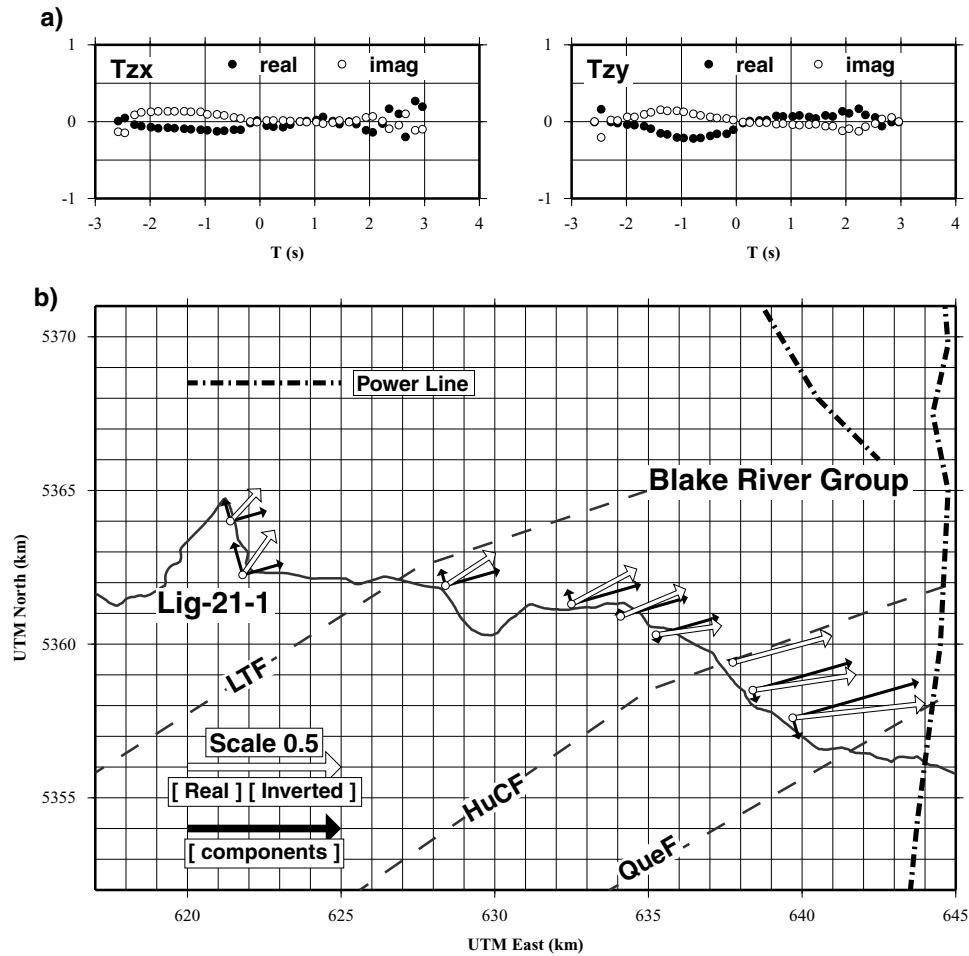 a)
1
0
-1
Tzx
real
imag
-3
-2
-1
0
1
2
3
4
T (s)
1
0
-1
Tzy
real
imag
-3
-2
-1
0
1
2
3
4
T (s)
b)
UTM North (km)
5370
5365
5360
5355
Power Line
Blake River Group
Lig-21-1
LTF
HuCF
QueF
Scale 0.5
[ Real ] [ Inverted ]
[ components ]
620
625
630
635
640
645
UTM East (km)